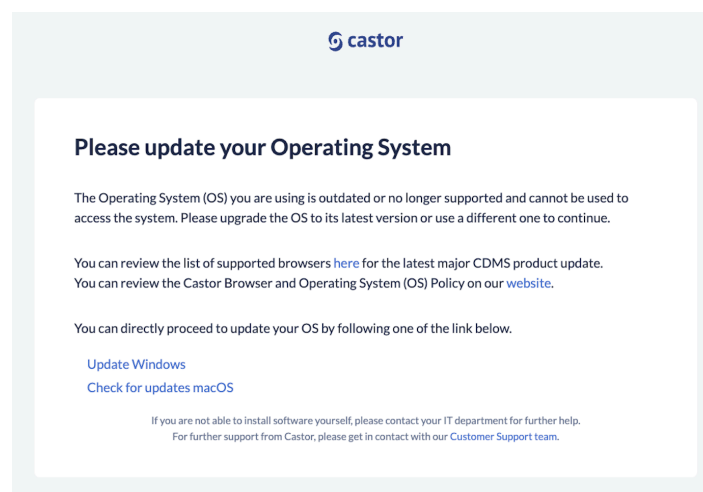 castor
Please update your Operating System
The Operating System (OS) you are using is outdated or no longer supported and cannot be used to
access the system. Please upgrade the OS to its latest version or use a different one to continue.
You can review the list of supported browsers here for the latest major CDMS product update.
You can review the Castor Browser and Operating System (OS) Policy on our website.
You can directly proceed to update your OS by following one of the link below.
Update Windows
Check for updates macOS
If you are not able to install software yourself, please contact your IT department for further help.
For further support from Castor, please get in contact with our Customer Support team.